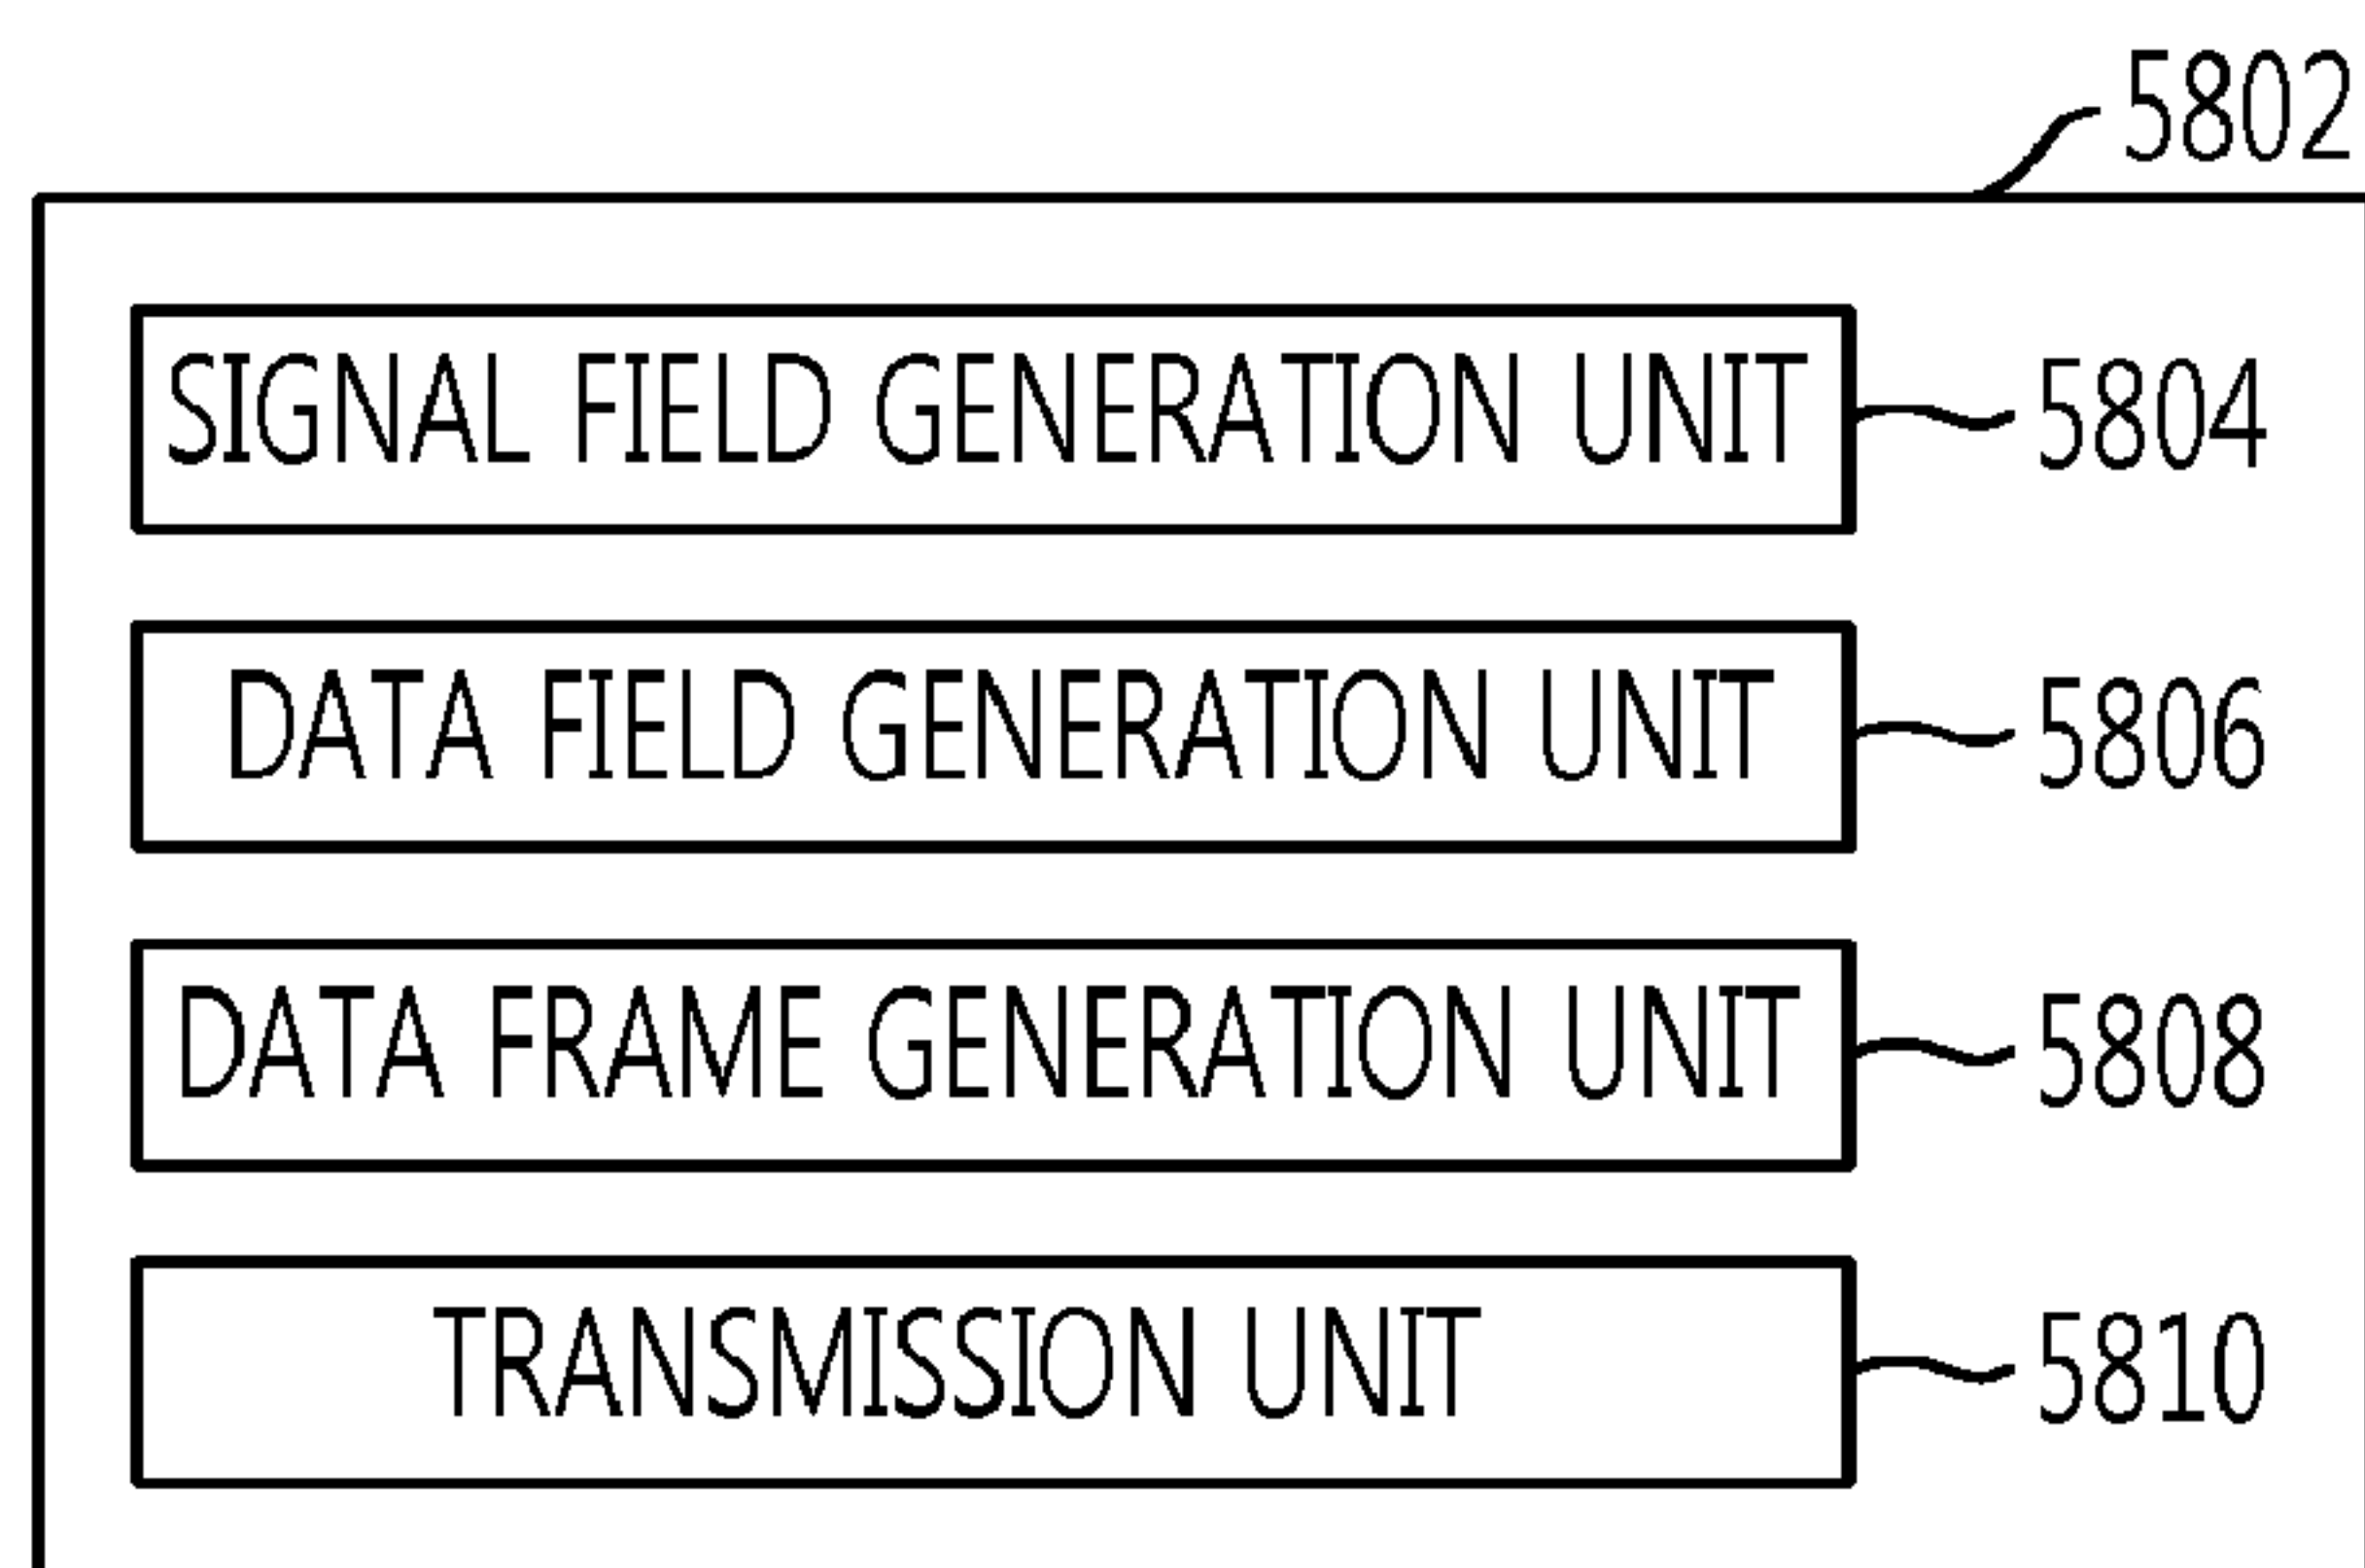 5802
SIGNAL FIELD GENERATION UNIT 5804
DATA FIELD GENERATION UNIT 5806
DATA FRAME GENERATION UNIT 5808
TRANSMISSION UNIT 5810